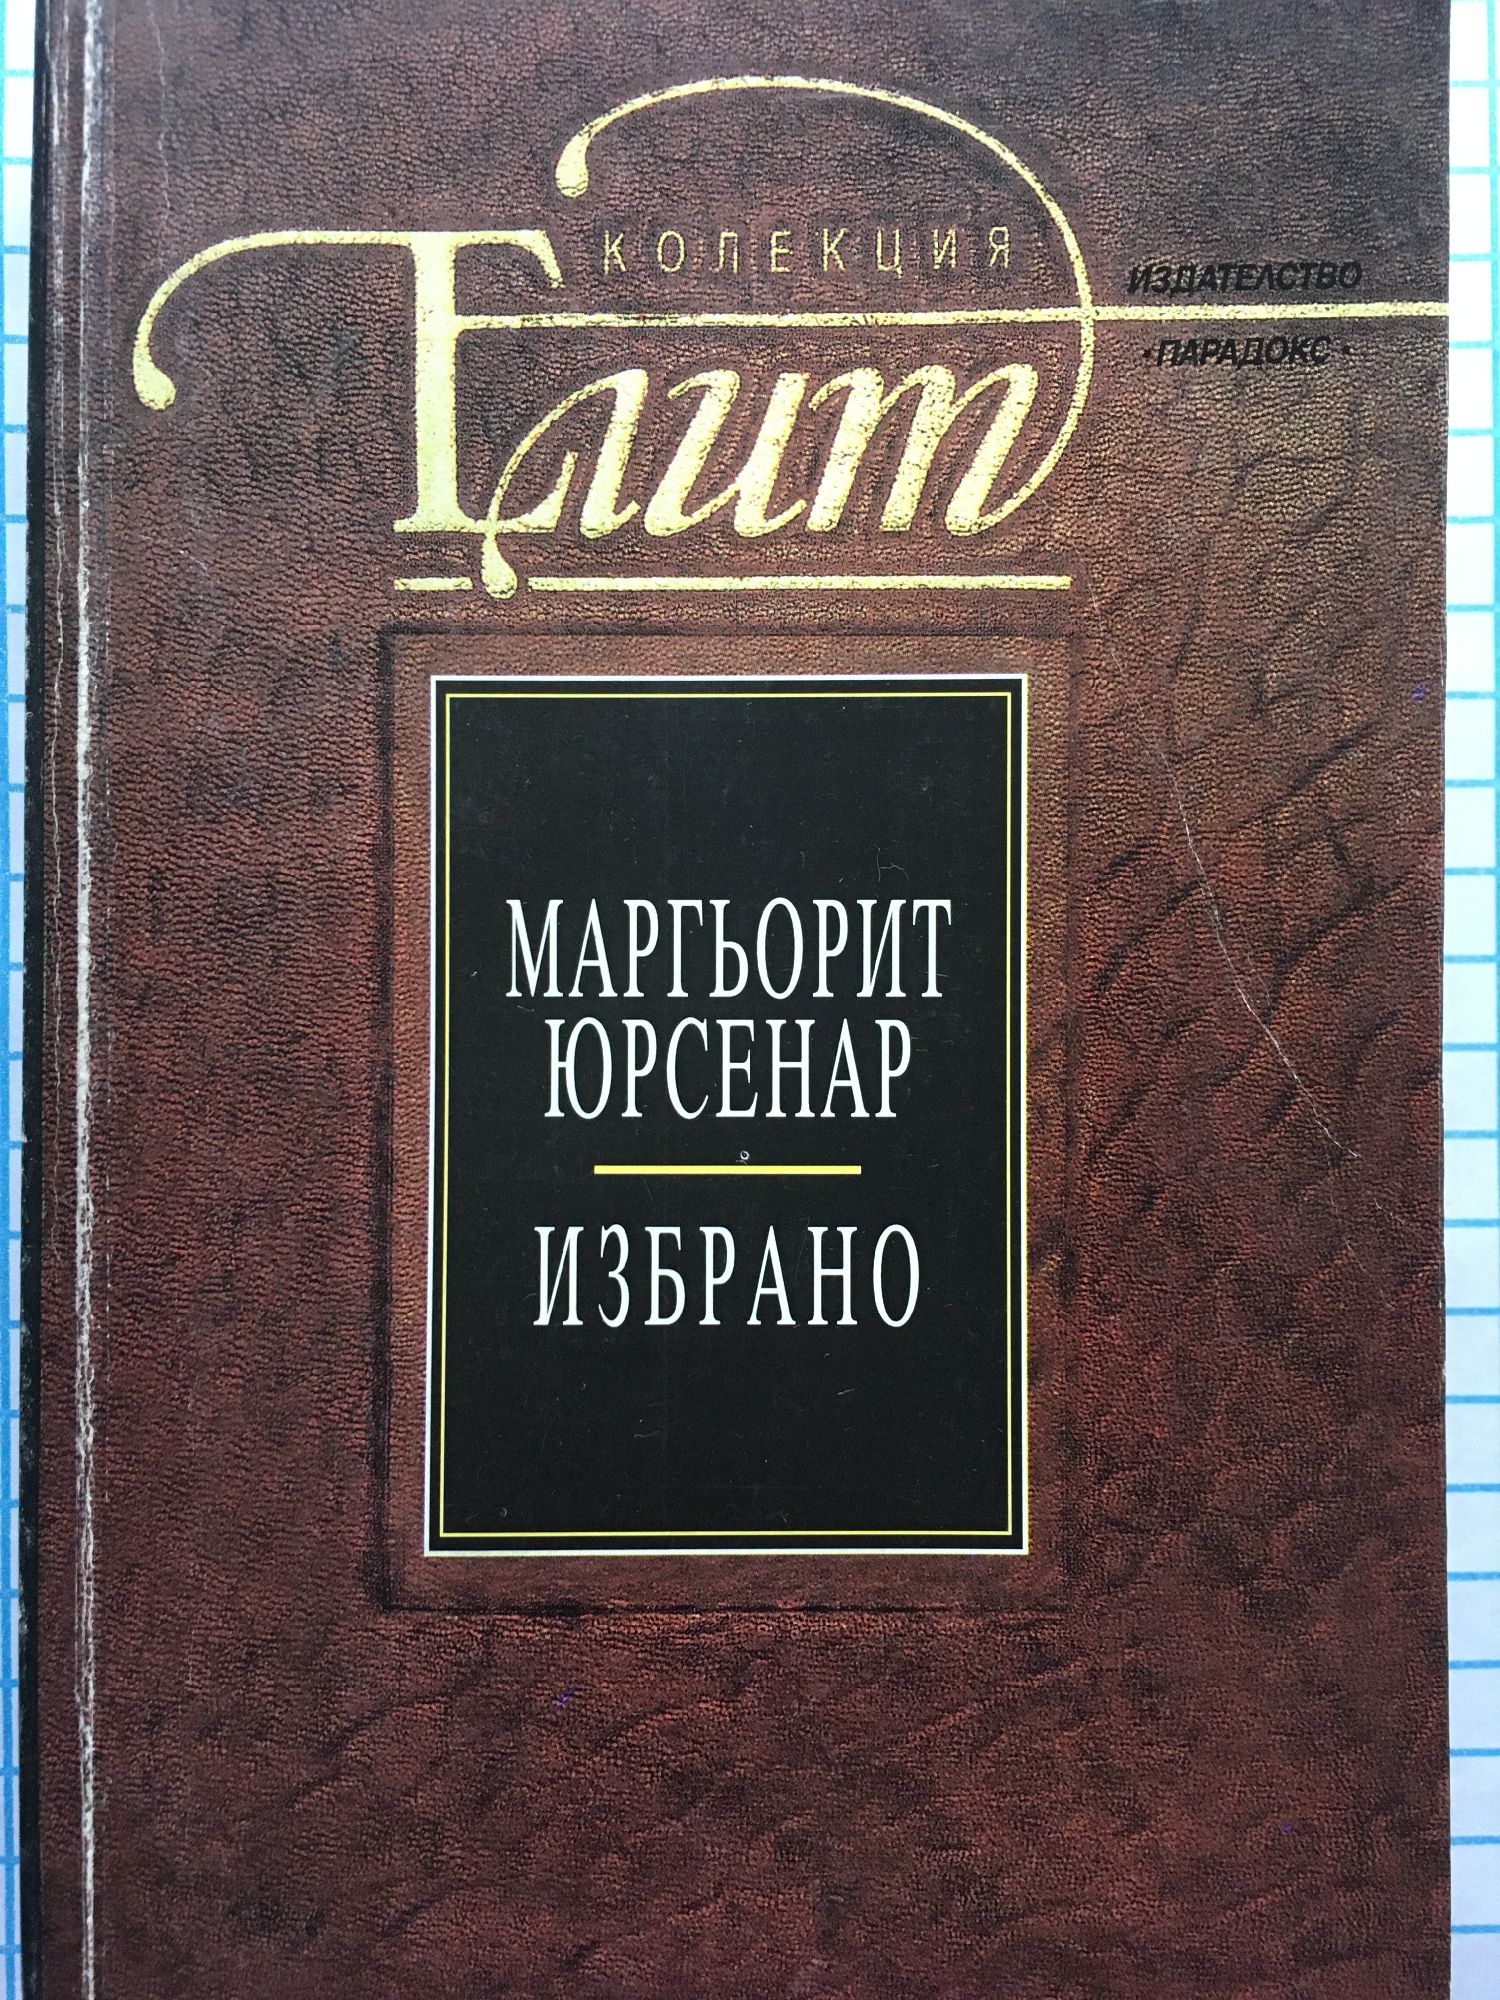 КОЛЕКЦИЯ
Елит
ИЗДАТЕЛСТВО
•ПАРАДОКС•
МАРГЬОРИТ
ЮРСЕНАР
ИЗБРАНО